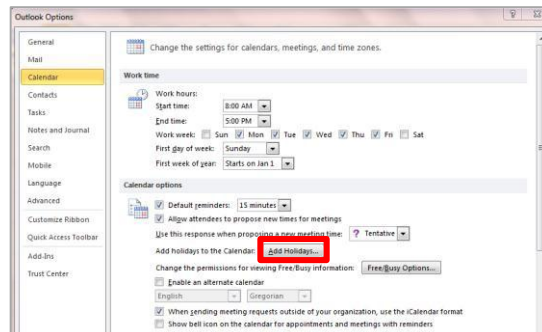 Outlook Options
General
Mail
Calendar
Contacts
Tasks
Notes and Journal
Search
Mobile
Language
Advanced
Customize Ribbon
Quick Access Toolbar
Add-Ins
Trust Center
Change the settings for calendars, meetings, and time zones.
Work time
Work hours:
Start time: 8:00 AM
End time: 5:00 PM
Work week: Sun Mon Tue Wed Thu Fri Sat
First day of week: Sunday
First week of year: Starts on Jan 1
Calendar options
Default reminders: 15 minutes
Allow attendees to propose new times for meetings
Use this response when proposing a new meeting time: ? Tentative
Add holidays to the Calendar: Add Holidays...
Change the permissions for viewing Free/Busy information: Free/Busy Options...
Enable an alternate calendar
English Gregorian
When sending meeting requests outside of your organization, use the iCalendar format
Show bell icon on the calendar for appointments and meetings with reminders